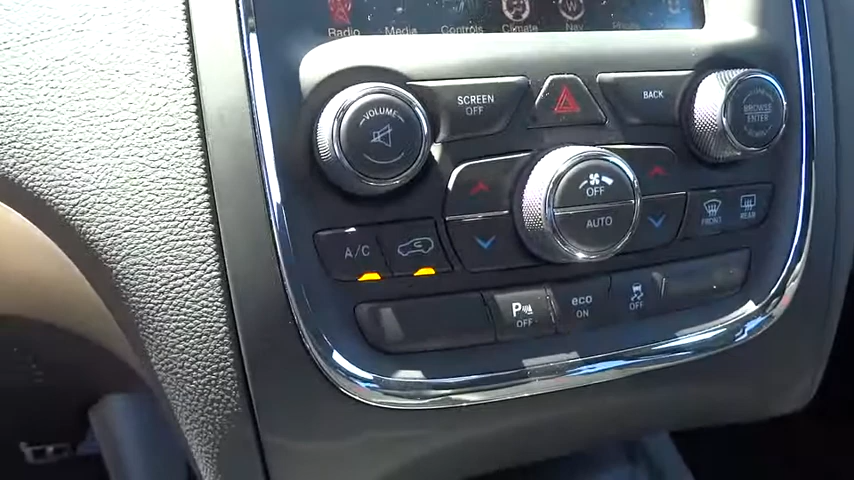 Radio Media Controls Climate Nav Phone
VOLUME
SCREEN
OFF
BACK
BROWSE
ENTER
OFF
AUTO
FRONT
REAR
A/C
P
OFF
eco
ON
OFF